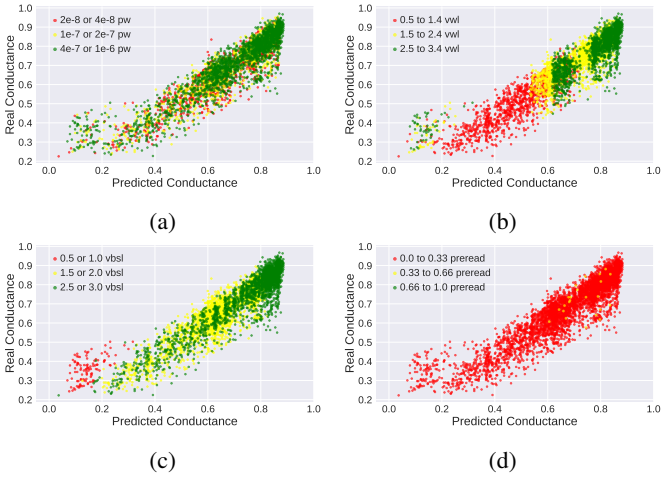 1.0
0.9
0.8
0.7
0.6
0.5
0.4
0.3
0.2
Real Conductance
2e-8 or 4e-8 pw
1e-7 or 2e-7 pw
4e-7 or 1e-6 pw
0.0 0.2 0.4 0.6 0.8 1.0
Predicted Conductance
(a)
1.0
0.9
0.8
0.7
0.6
0.5
0.4
0.3
0.2
Real Conductance
0.5 to 1.4 vwl
1.5 to 2.4 vwl
2.5 to 3.4 vwl
0.0 0.2 0.4 0.6 0.8 1.0
Predicted Conductance
(b)
1.0
0.9
0.8
0.7
0.6
0.5
0.4
0.3
0.2
Real Conductance
0.5 or 1.0 vbsl
1.5 or 2.0 vbsl
2.5 or 3.0 vbsl
0.0 0.2 0.4 0.6 0.8 1.0
Predicted Conductance
(c)
1.0
0.9
0.8
0.7
0.6
0.5
0.4
0.3
0.2
Real Conductance
0.0 to 0.33 preread
0.33 to 0.66 preread
0.66 to 1.0 preread
0.0 0.2 0.4 0.6 0.8 1.0
Predicted Conductance
(d)